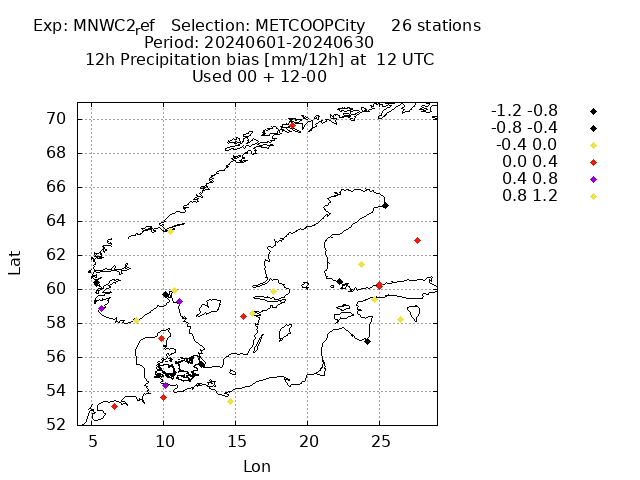 Exp: MNWC2ref   Selection: METCOOPCity     26 stations
Period: 20240601-20240630
12h Precipitation bias [mm/12h] at  12 UTC
Used 00 + 12-00
-1.2 -0.8
-0.8 -0.4
-0.4 0.0
0.0 0.4
0.4 0.8
0.8 1.2
70
68
66
64
62
60
58
56
54
52
Lat
5 10 15 20 25
Lon